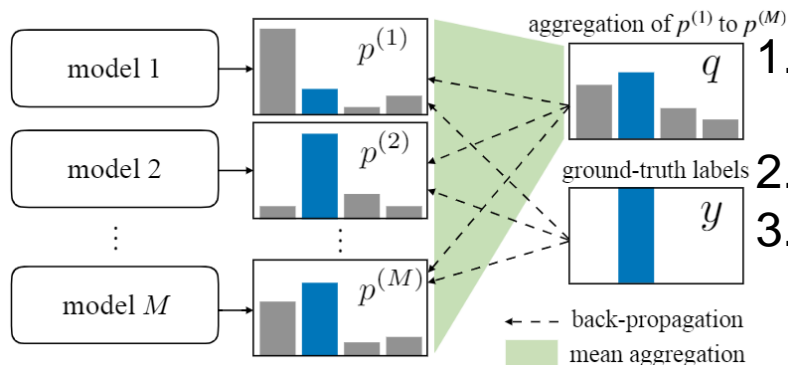 aggregation of p^{(1)} to p^{(M)}
model 1
p^{(1)}
q
1.
model 2
p^{(2)}
ground-truth labels
2.
y
3.
⋮
⋮
model M
p^{(M)}
back-propagation
mean aggregation